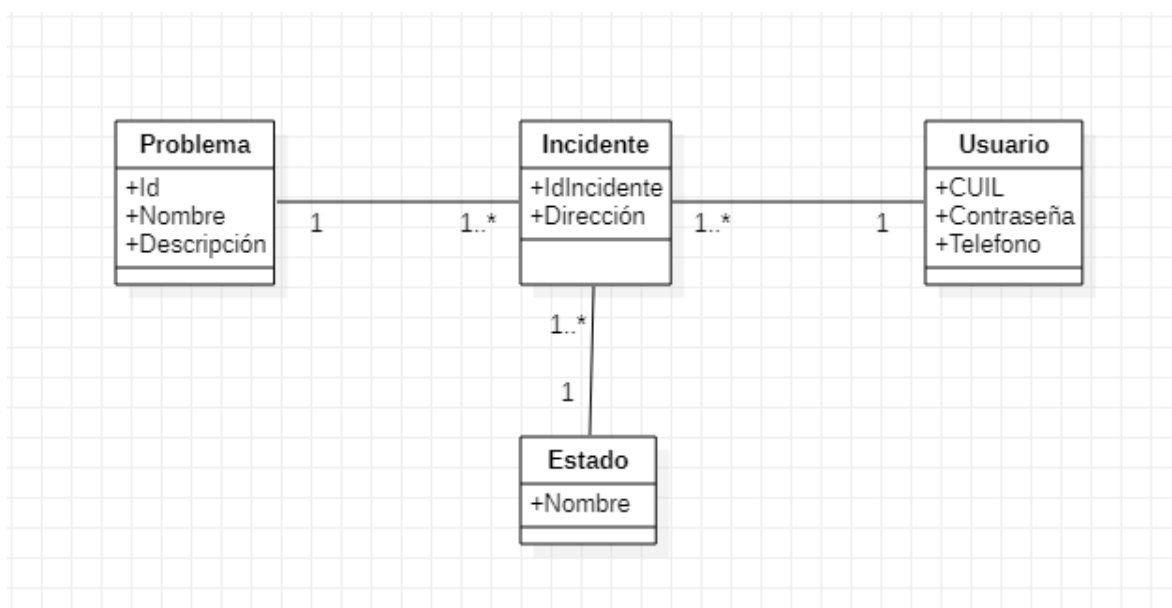 Problema
+Id
+Nombre
+Descripción
1
1..*
Incidente
+IdIncidente
+Dirección
1..*
1
Usuario
+CUIL
+Contraseña
+Telefono
1..*
1
Estado
+Nombre